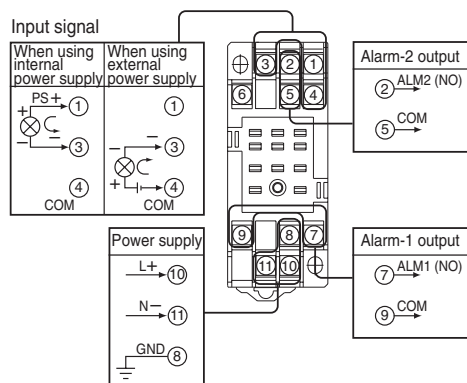 Input signal
When using internal power supply
When using external power supply
PS+
+
−
1
3
4
COM
1
−
−
3
+
4
COM
3 2 1
6 5 4
9 8 7
11 10
Alarm-2 output
2 ALM2 (NO)
5 COM
Power supply
L+ 10
N− 11
GND 8
Alarm-1 output
7 ALM1 (NO)
9 COM